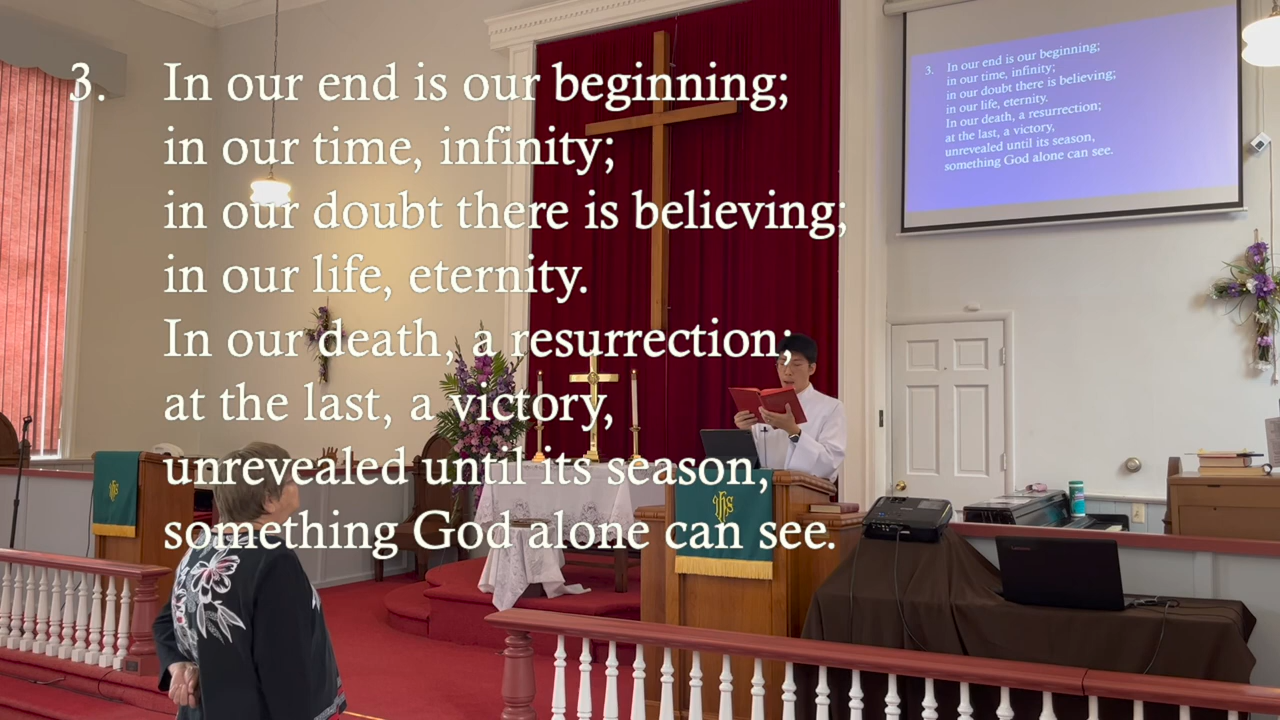 3. In our end is our beginning;
in our time, infinity;
in our doubt there is believing;
in our life, eternity.
In our death, a resurrection;
at the last, a victory,
unrevealed until its season,
something God alone can see.
3. In our end is our beginning;
in our time, infinity;
in our doubt there is believing;
in our life, eternity.
In our death, a resurrection;
at the last, a victory,
unrevealed until its season,
something God alone can see.
ihs
ihs